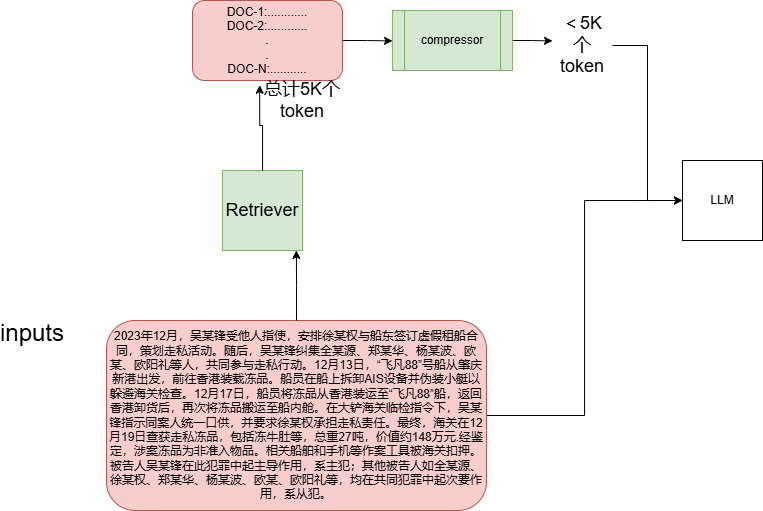 DOC-1:............
DOC-2:............
.
.
DOC-N:...........
总计5K个
token
compressor
< 5K
个
token
Retriever
LLM
inputs
2023年12月，吴某锋受他人指使，安排徐某权与船东签订虚假租船合
同，策划走私活动。随后，吴某锋纠集全某源、郑某华、杨某波、欧
某、欧阳礼等人，共同参与走私行动。12月13日，“飞凡88”号船从肇庆
新港出发，前往香港装载冻品。船员在船上拆卸AIS设备并伪装小艇以
躲避海关检查。12月17日，船员将冻品从香港装运至“飞凡88”船，返回
香港卸货后，再次将冻品搬运至船内舱。在大铲海关临检指令下，吴某
锋指示同案人统一口供，并要求徐某权承担走私责任。最终，海关在12
月19日查获走私冻品，包括冻牛肚等，总重27吨，价值约148万元.经鉴
定，涉案冻品为非准入物品。相关船舶和手机等作案工具被海关扣押。
被告人吴某锋在此犯罪中起主导作用，系主犯；其他被告人如全某源、
徐某权、郑某华、杨某波、欧某、欧阳礼等，均在共同犯罪中起次要作
用，系从犯。